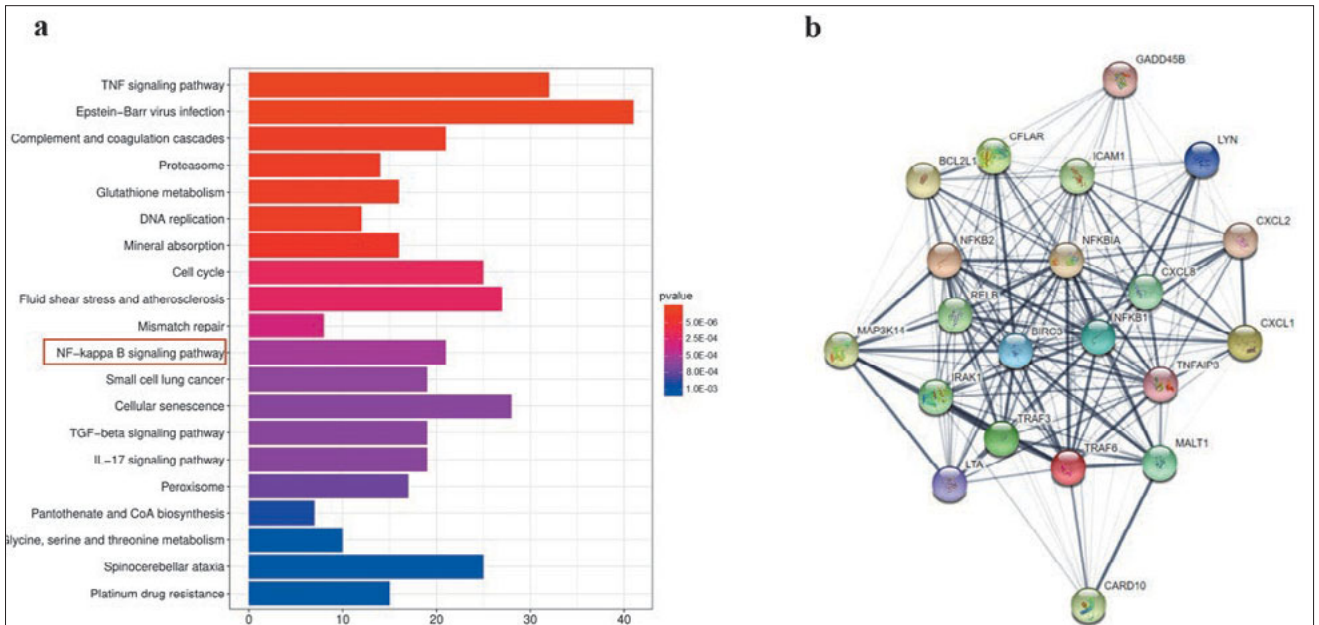 a
TNF signaling pathway
Epstein-Barr virus infection
Complement and coagulation cascades
Proteasome
Glutathione metabolism
DNA replication
Mineral absorption
Cell cycle
Fluid shear stress and atherosclerosis
Mismatch repair
NF-kappa B signaling pathway
Small cell lung cancer
Cellular senescence
TGF-beta signaling pathway
IL-17 signaling pathway
Peroxisome
Pantothenate and CoA biosynthesis
Glycine, serine and threonine metabolism
Spinocerebellar ataxia
Platinum drug resistance
0 10 20 30 40
pvalue
5.0E-06
2.5E-04
5.0E-04
8.0E-04
1.0E-03
b
GADD45B
CFLAR
LYN
BCL2L1
ICAM1
CXCL2
NFKB2
NFKBIA
CXCL8
RELB
NFKB1
MAP3K14
BIRC3
CXCL1
TNFAIP3
IRAK1
TRAF3
MALT1
TRAF6
LTA
CARD10